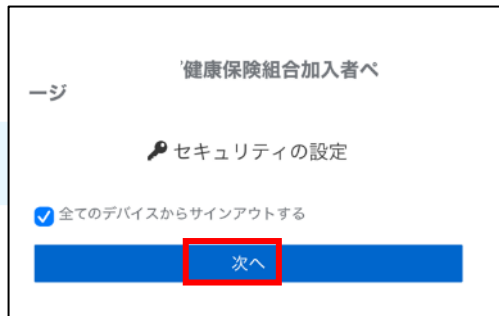 健康保険組合加入者ペ
ージ
セキュリティの設定
全てのデバイスからサインアウトする
次へ